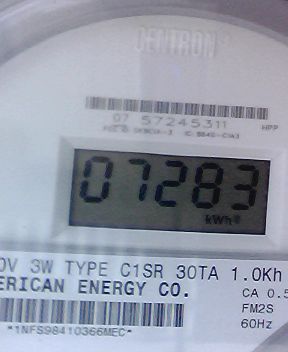 CENTRON
07 57245311
07283
kWh
0V 3W TYPE C1SR 30TA 1.0Kh
ERICAN ENERGY CO.
CA 0.5
FM2S
*1NFS98410366MEC*
60Hz